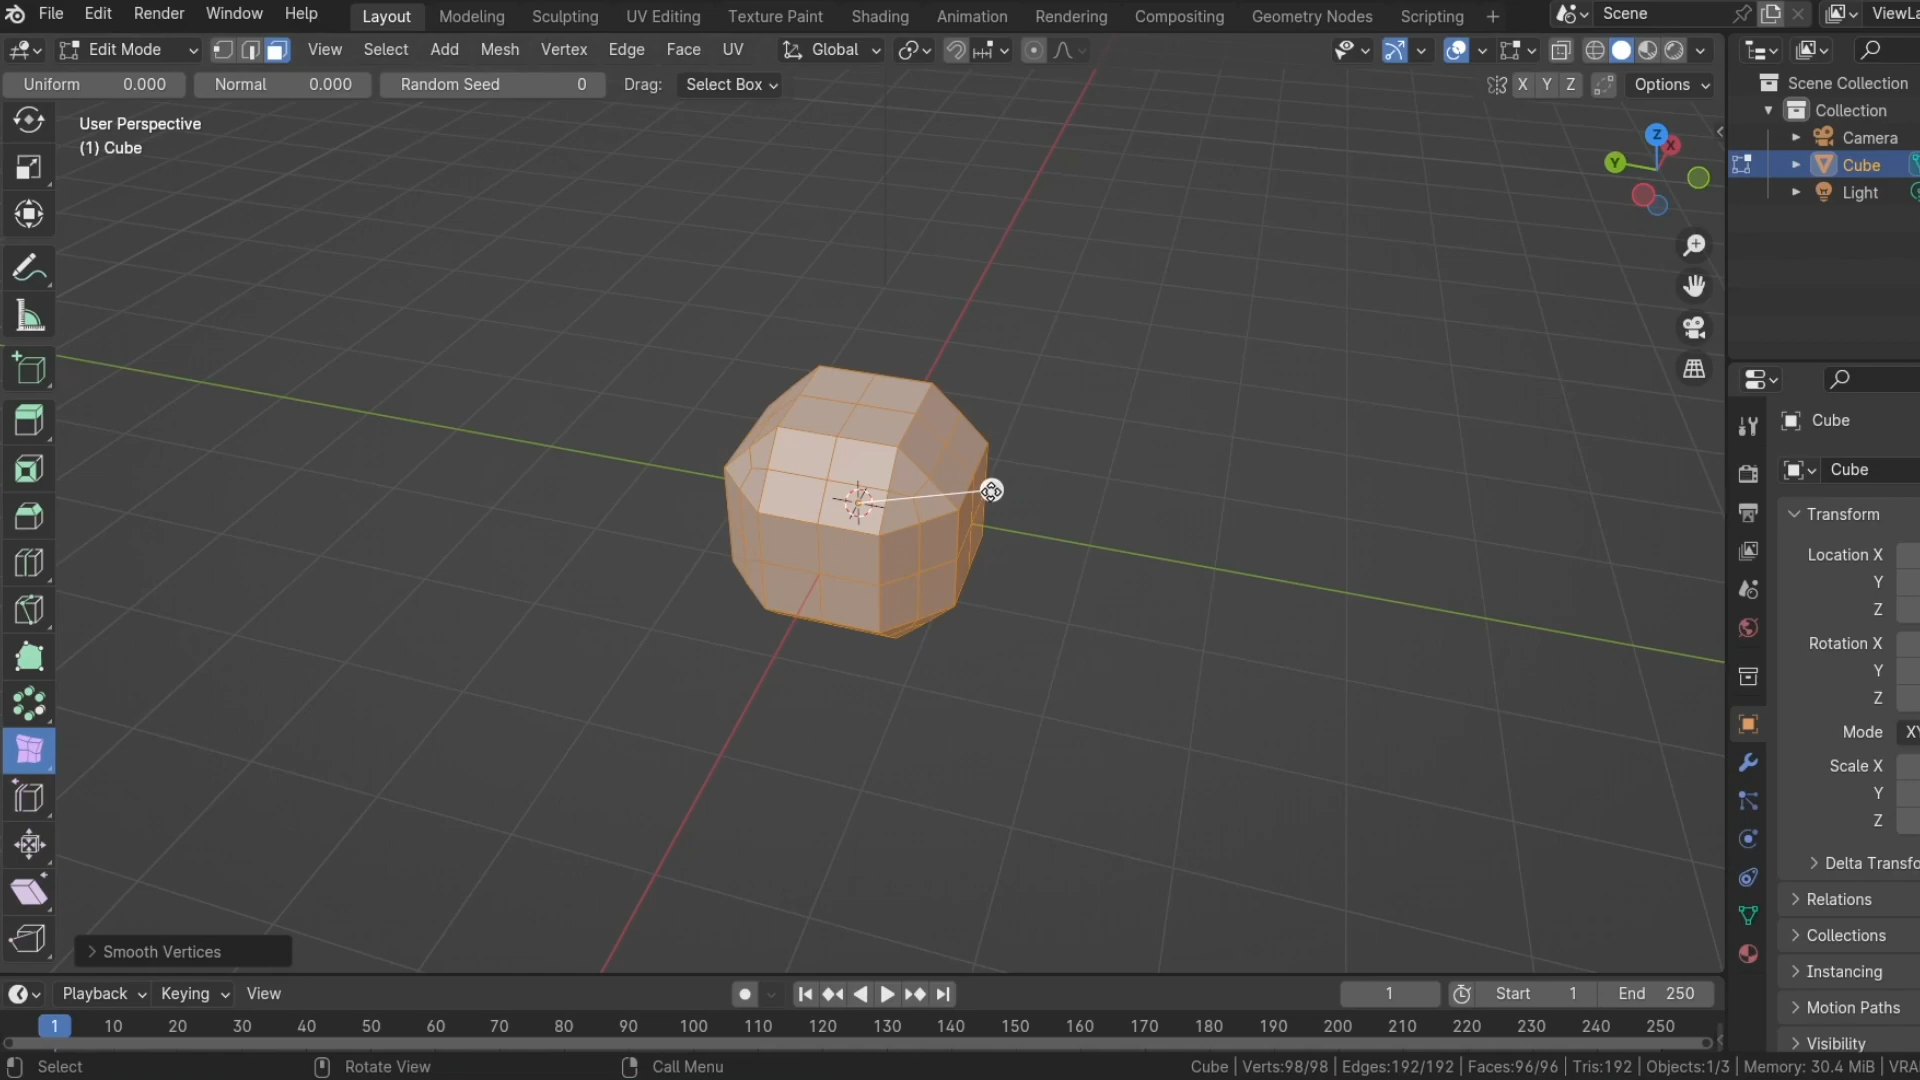 File Edit Render Window Help Layout Modeling Sculpting UV Editing Texture Paint Shading Animation Rendering Compositing Geometry Nodes Scripting + Scene ViewLa
Edit Mode View Select Add Mesh Vertex Edge Face UV Global
Uniform 0.000 Normal 0.000 Random Seed 0 Drag: Select Box X Y Z Options
User Perspective
(1) Cube
Z
X
Y
Scene Collection
Collection
Camera
Cube
Light
Cube
Cube
Transform
Location X
Y
Z
Rotation X
Y
Z
Mode XY
Scale X
Y
Z
Delta Transfo
Relations
Collections
Instancing
Motion Paths
Visibility
Smooth Vertices
Playback Keying View 1 Start 1 End 250
1 10 20 30 40 50 60 70 80 90 100 110 120 130 140 150 160 170 180 190 200 210 220 230 240 250
Select Rotate View Call Menu Cube | Verts:98/98 | Edges:192/192 | Faces:96/96 | Tris:192 | Objects:1/3 | Memory: 30.4 MiB | VRA